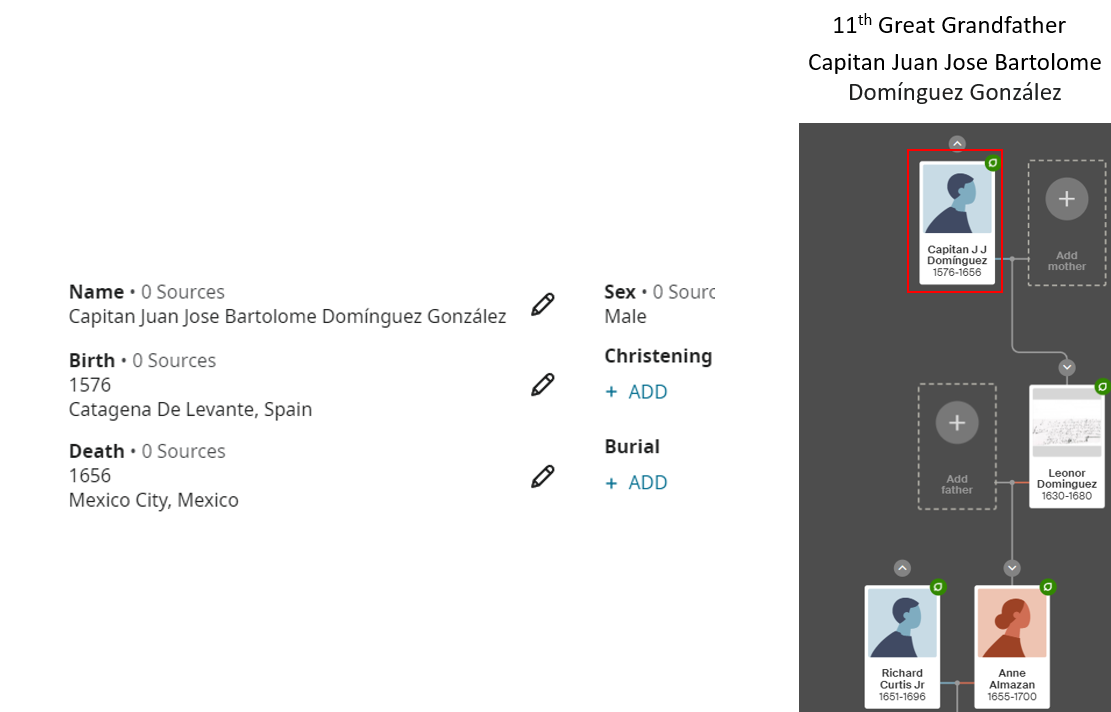 11th Great Grandfather
Capitan Juan Jose Bartolome
Domínguez González
Name • 0 Sources
Capitan Juan Jose Bartolome Domínguez González
Birth • 0 Sources
1576
Catagena De Levante, Spain
Death • 0 Sources
1656
Mexico City, Mexico
Sex • 0 Sourc
Male
Christening
+ ADD
Burial
+ ADD
Capitan J J
Domínguez
1576-1656
Add
mother
Add
father
Leonor
Dominguez
1630-1680
Richard
Curtis Jr
1651-1696
Anne
Almazan
1655-1700